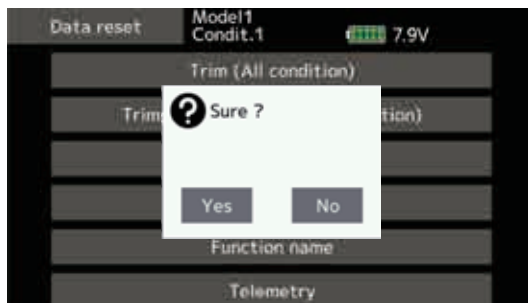 Data reset
Model1
Condit.1
7.9V
Trim (All condition)
Trim
tion)
Sure ?
Yes
No
Function name
Telemetry